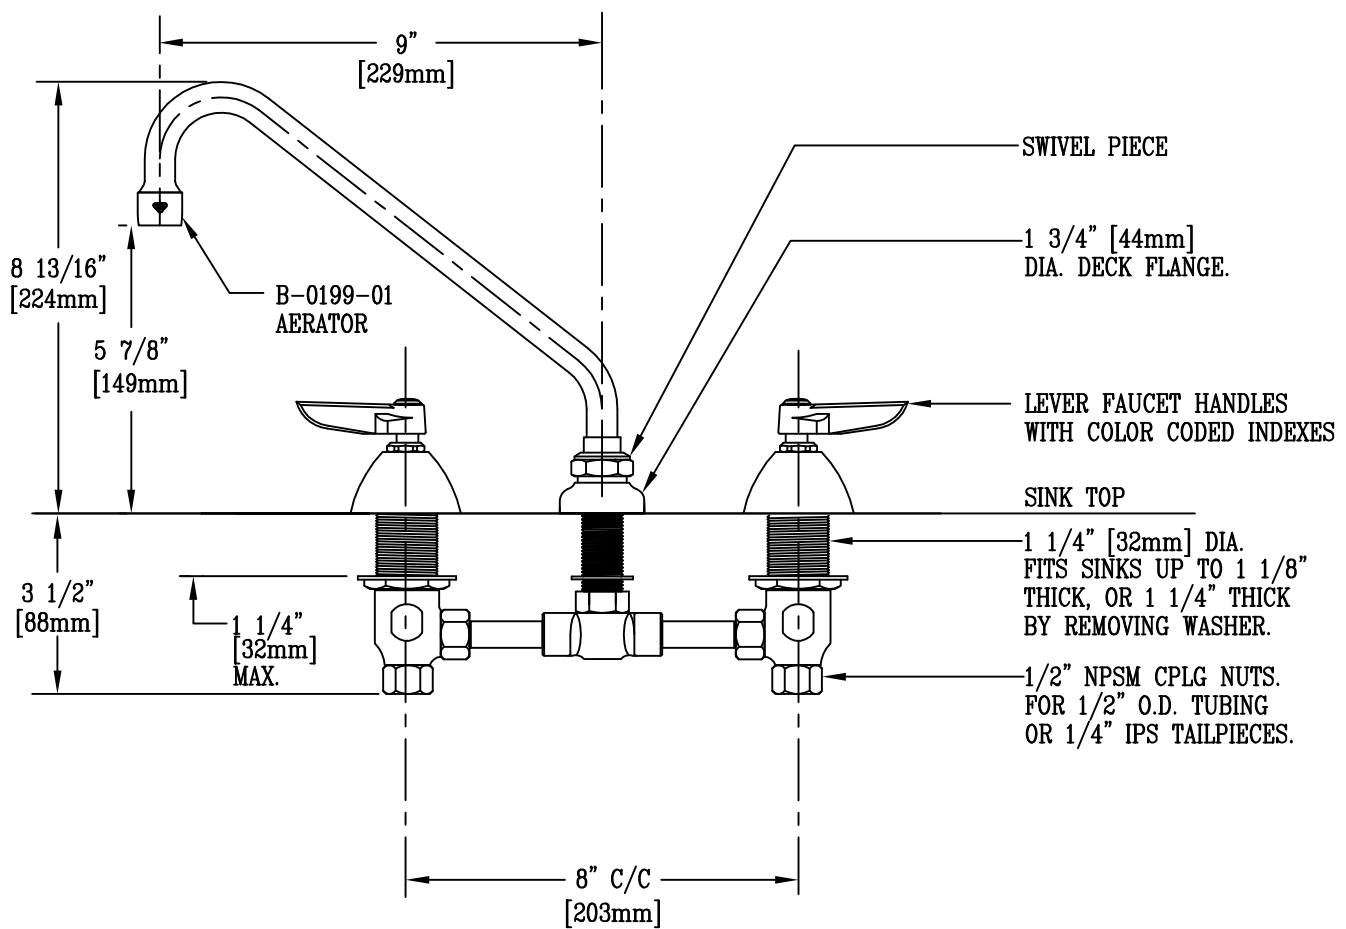 9"
[229mm]
SWIVEL PIECE
1 3/4" [44mm]
DIA. DECK FLANGE.
8 13/16"
[224mm]
B-0199-01
AERATOR
5 7/8"
[149mm]
LEVER FAUCET HANDLES
WITH COLOR CODED INDEXES
SINK TOP
1 1/4" [32mm] DIA.
FITS SINKS UP TO 1 1/8"
THICK, OR 1 1/4" THICK
BY REMOVING WASHER.
3 1/2"
[88mm]
1 1/4"
[32mm]
MAX.
1/2" NPSM CPLG NUTS.
FOR 1/2" O.D. TUBING
OR 1/4" IPS TAILPIECES.
8" C/C
[203mm]